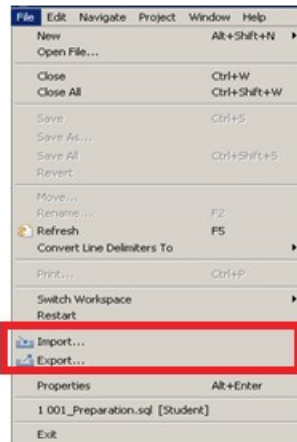 File Edit Navigate Project Window Help
New Alt+Shift+N
Open File...
Close Ctrl+W
Close All Ctrl+Shift+W
Save Ctrl+S
Save As...
Save All Ctrl+Shift+S
Revert
Move...
Rename... F2
Refresh F5
Convert Line Delimiters To
Print... Ctrl+P
Switch Workspace
Restart
Import...
Export...
Properties Alt+Enter
1 001_Preparation.sql [Student]
Exit